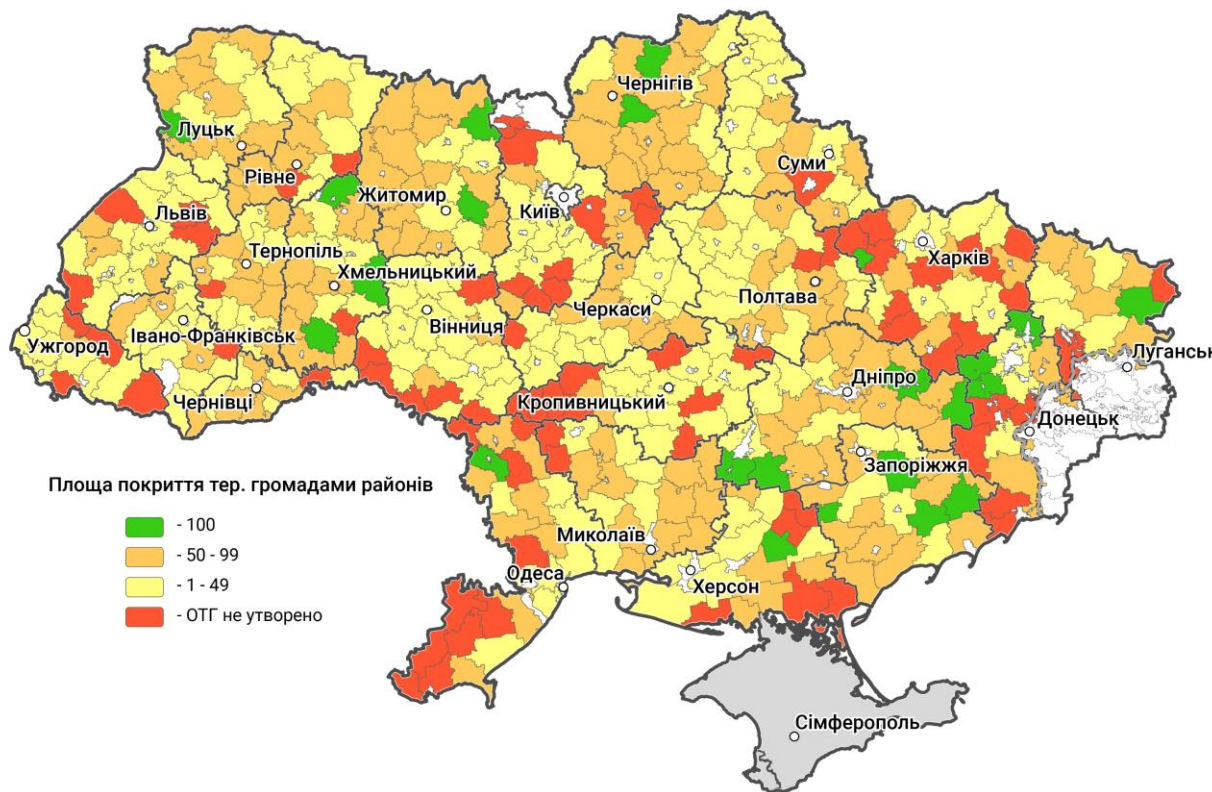 Чернігів
Луцьк
Суми
Рівне
Житомир
Київ
Львів
Харків
Тернопіль
Хмельницький
Полтава
Черкаси
Вінниця
Івано-Франківськ
Ужгород
Луганськ
Дніпро
Чернівці
Кропивницький
Донецьк
Запоріжжя
Площа покриття тер. громадами районів
- 100
- 50 - 99
- 1 - 49
- ОТГ не утворено
Миколаїв
Одеса
Херсон
Сімферополь